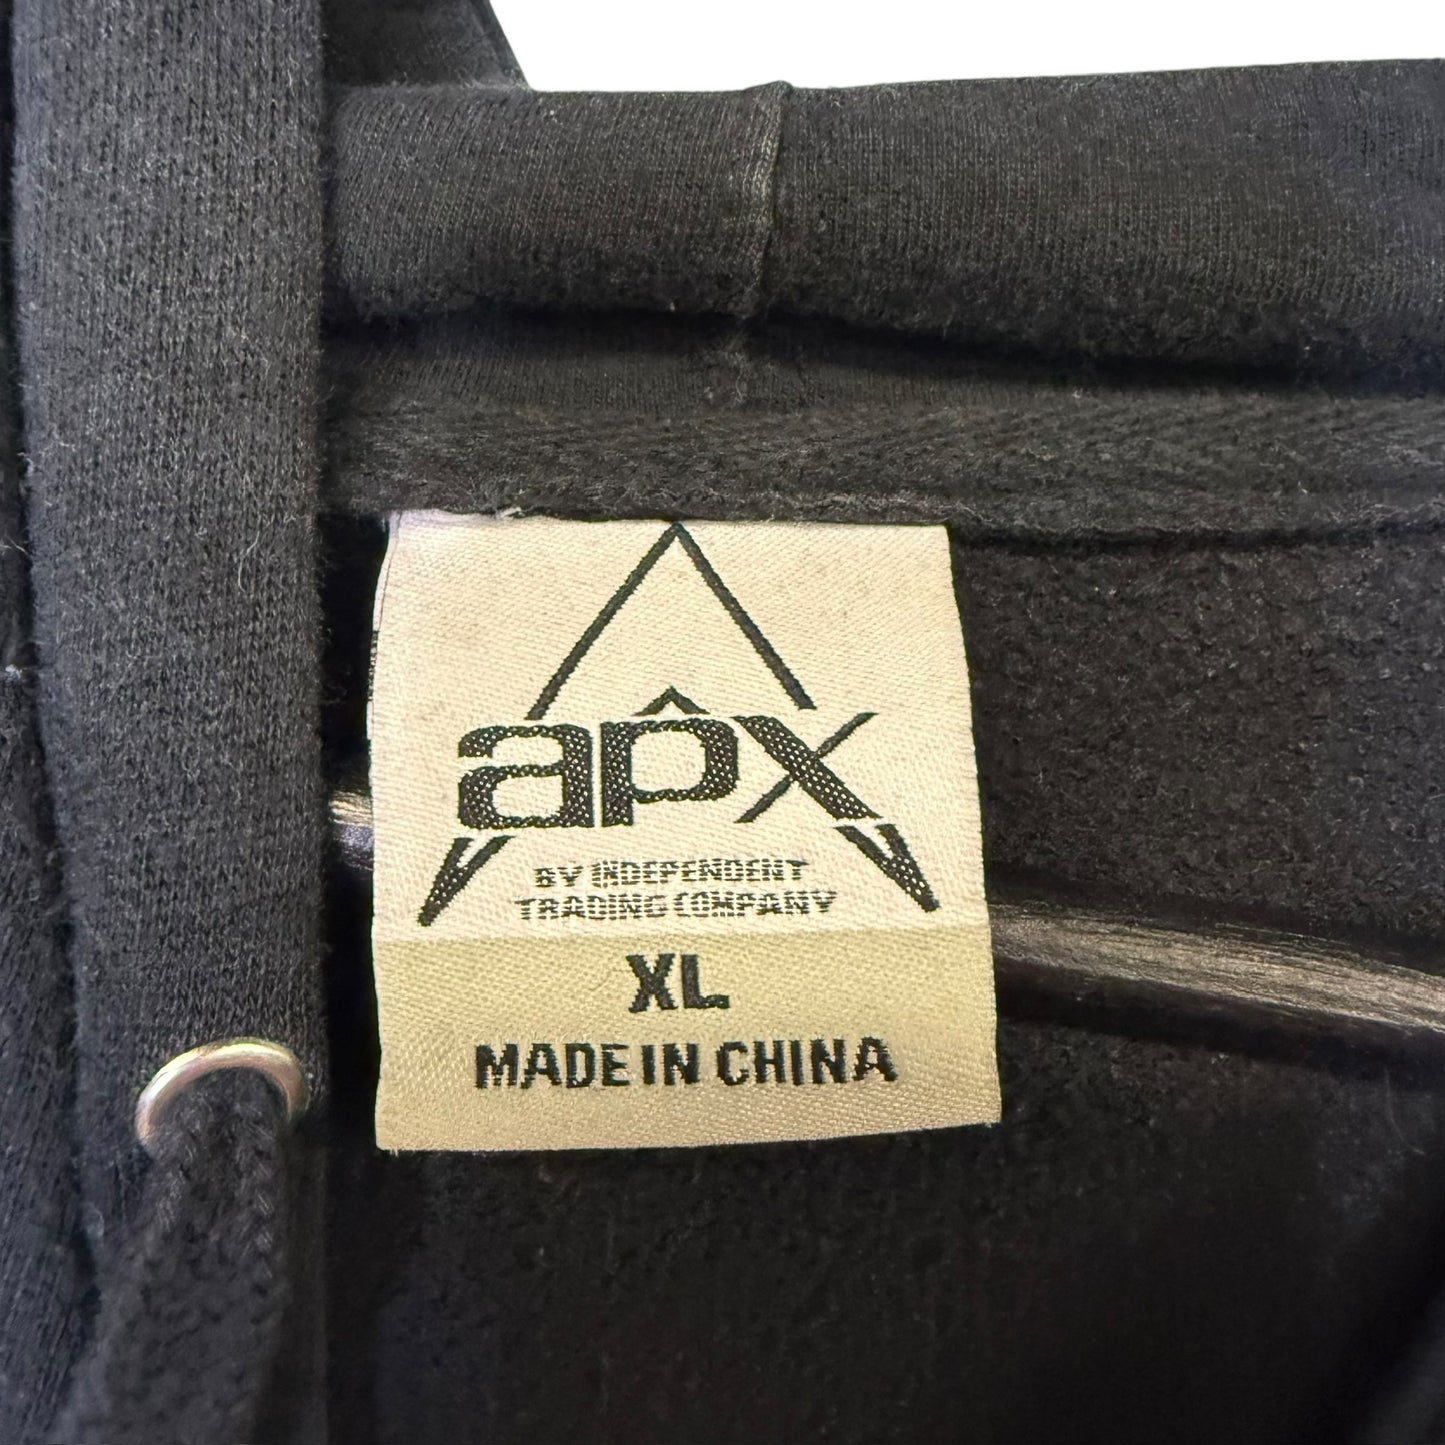 apx
BY INDEPENDENT
TRADING COMPANY
XL
MADE IN CHINA